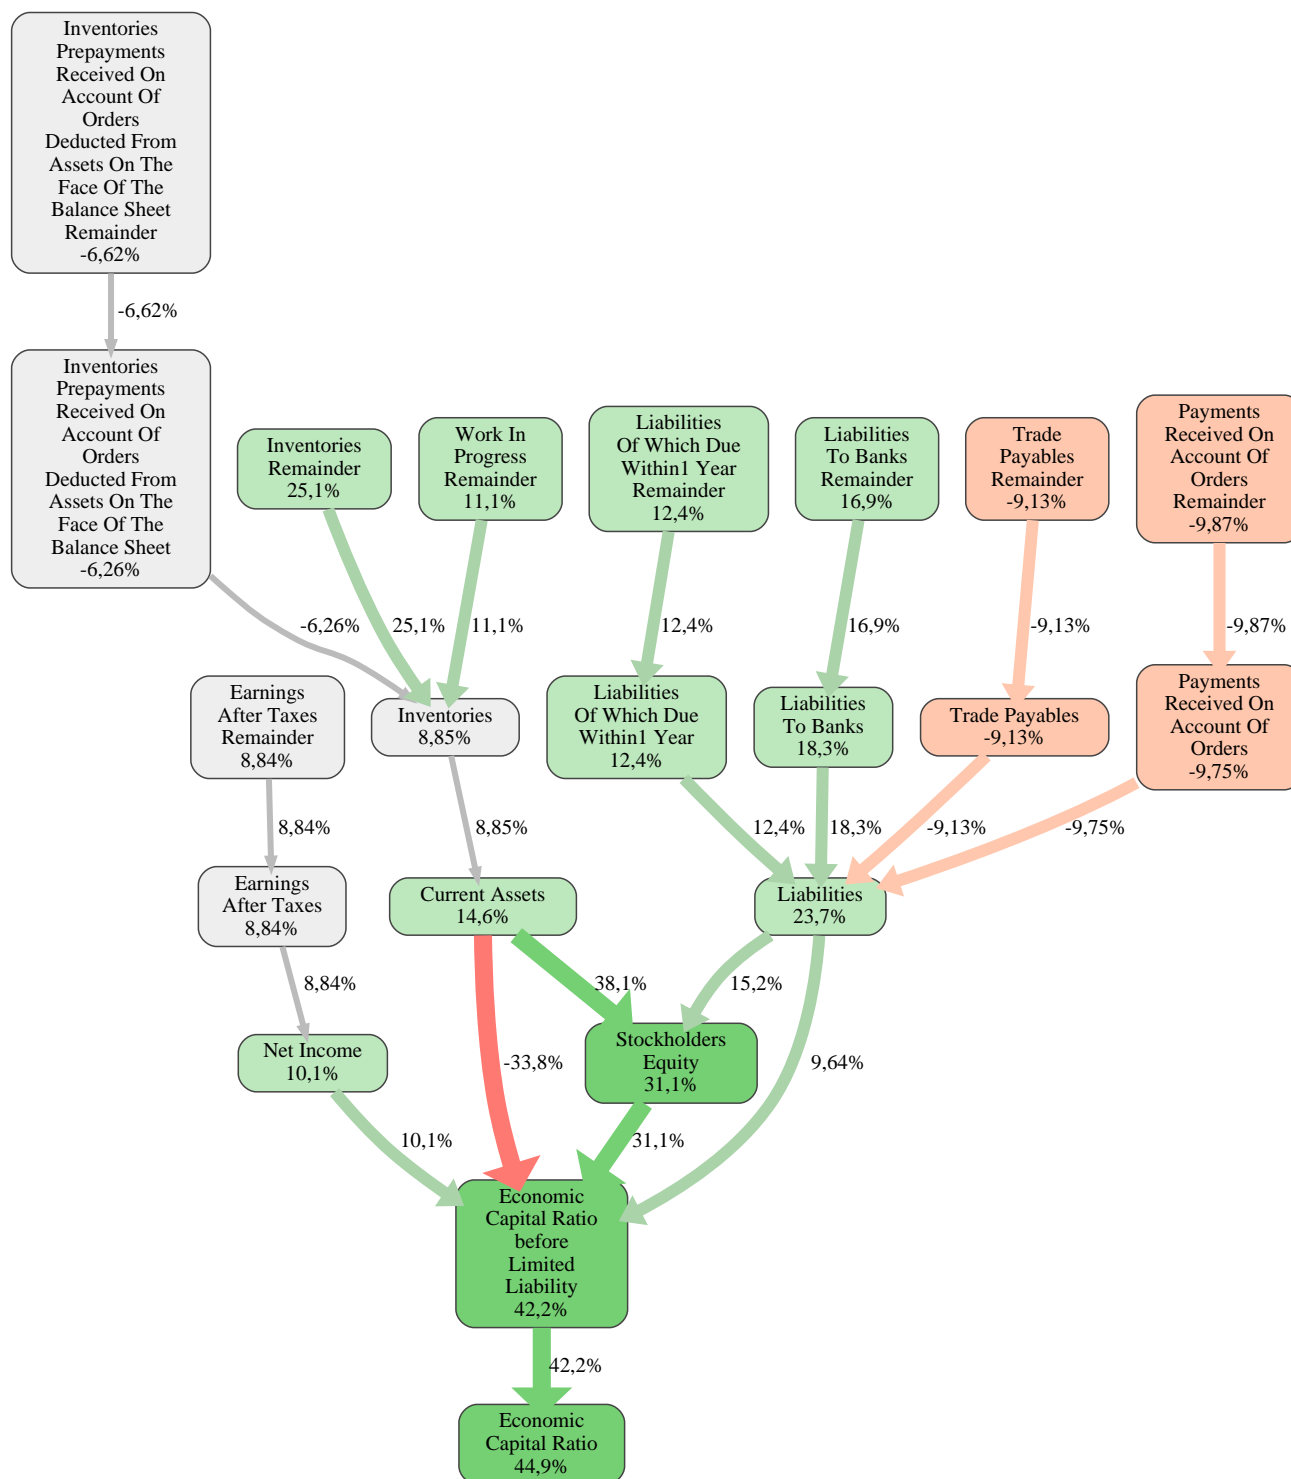 Inventories
Prepayments
Received On
Account Of
Orders
Deducted From
Assets On The
Face Of The
Balance Sheet
Remainder
-6,62%
-6,62%
Inventories
Prepayments
Received On
Account Of
Orders
Deducted From
Assets On The
Face Of The
Balance Sheet
-6,26%
Inventories
Remainder
25,1%
Work In
Progress
Remainder
11,1%
Liabilities
Of Which Due
Within1 Year
Remainder
12,4%
Liabilities
To Banks
Remainder
16,9%
Trade
Payables
Remainder
-9,13%
Payments
Received On
Account Of
Orders
Remainder
-9,87%
-6,26%
25,1%
11,1%
12,4%
16,9%
-9,13%
-9,87%
Earnings
After Taxes
Remainder
8,84%
Inventories
8,85%
Liabilities
Of Which Due
Within1 Year
12,4%
Liabilities
To Banks
18,3%
Trade Payables
-9,13%
Payments
Received On
Account Of
Orders
-9,75%
8,84%
8,85%
12,4%
18,3%
-9,13%
-9,75%
Earnings
After Taxes
8,84%
Current Assets
14,6%
Liabilities
23,7%
8,84%
38,1%
15,2%
Net Income
10,1%
-33,8%
Stockholders
Equity
31,1%
9,64%
10,1%
31,1%
Economic
Capital Ratio
before
Limited
Liability
42,2%
42,2%
Economic
Capital Ratio
44,9%